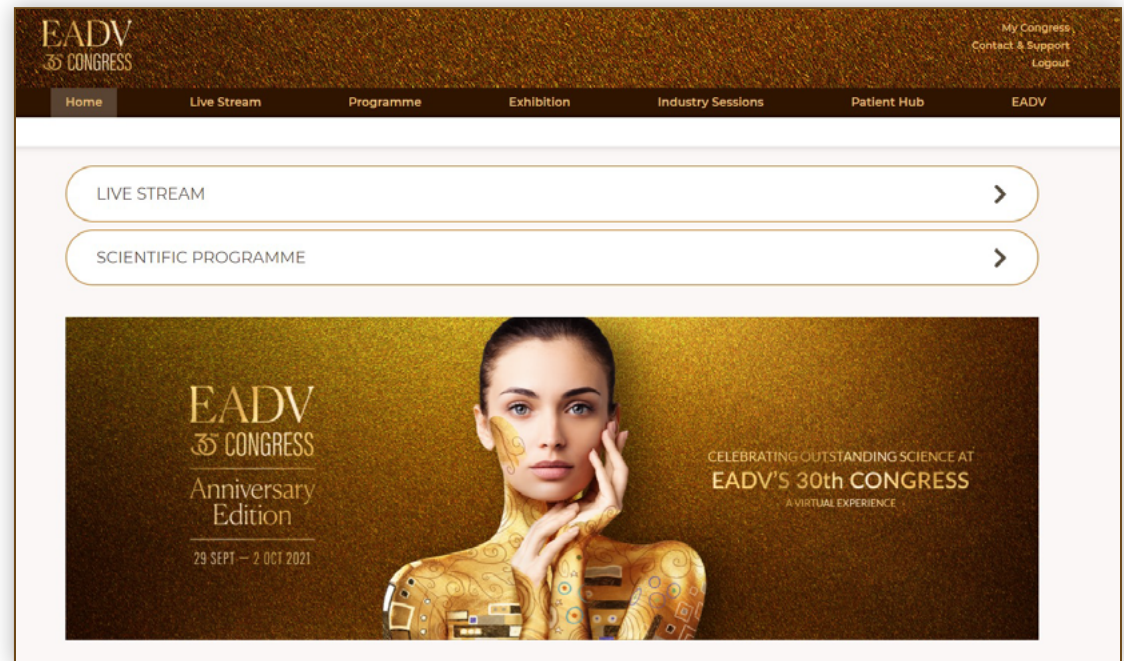 EADV
30th CONGRESS
My Congress
Contact & Support
Logout
Home Live Stream Programme Exhibition Industry Sessions Patient Hub EADV
LIVE STREAM
SCIENTIFIC PROGRAMME
EADV
30th CONGRESS
Anniversary
Edition
29 SEPT — 2 OCT 2021
CELEBRATING OUTSTANDING SCIENCE AT
EADV'S 30th CONGRESS
A VIRTUAL EXPERIENCE